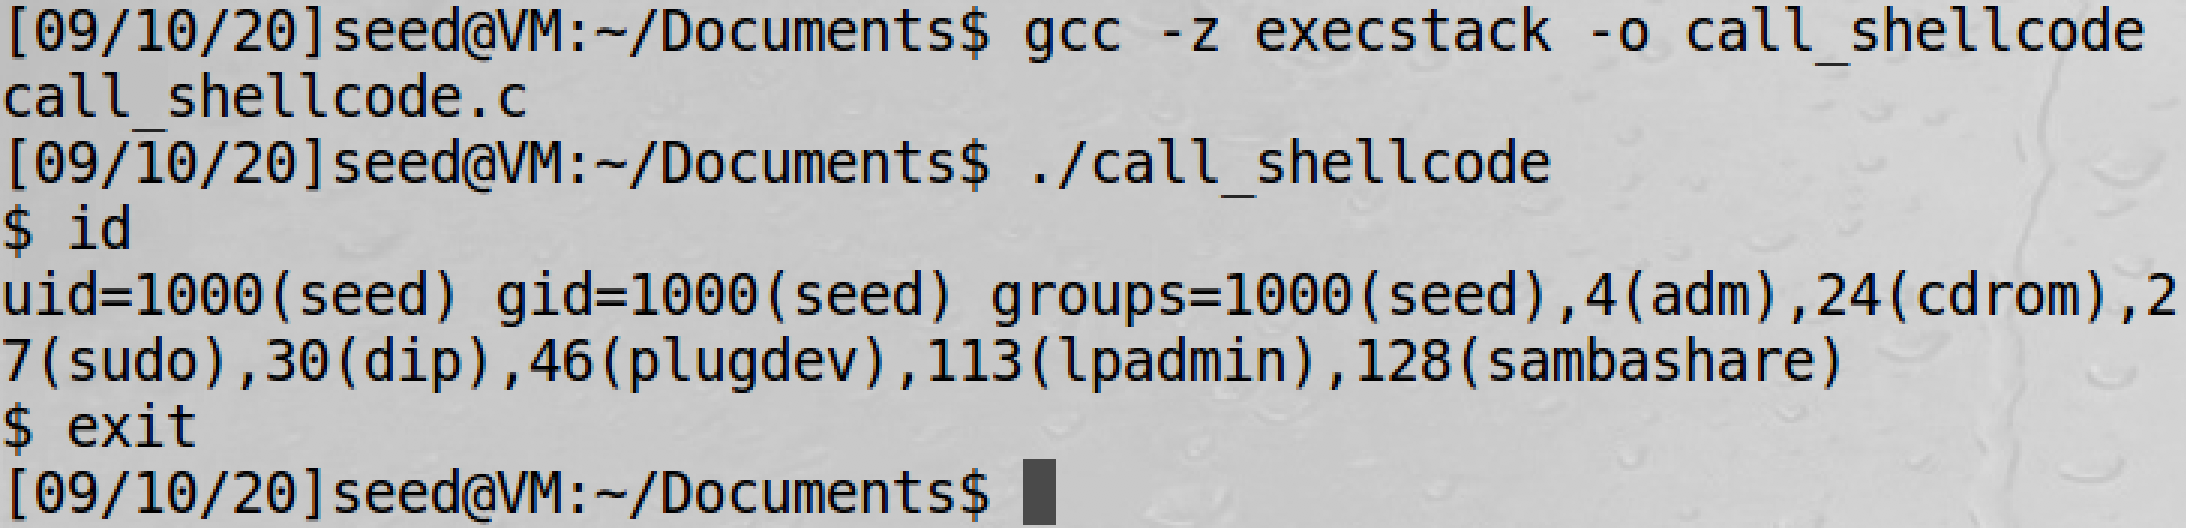 [09/10/20]seed@VM:~/Documents$ gcc -z execstack -o call_shellcode
call_shellcode.c
[09/10/20]seed@VM:~/Documents$ ./call_shellcode
$ id
uid=1000(seed) gid=1000(seed) groups=1000(seed),4(adm),24(cdrom),2
7(sudo),30(dip),46(plugdev),113(lpadmin),128(sambashare)
$ exit
[09/10/20]seed@VM:~/Documents$